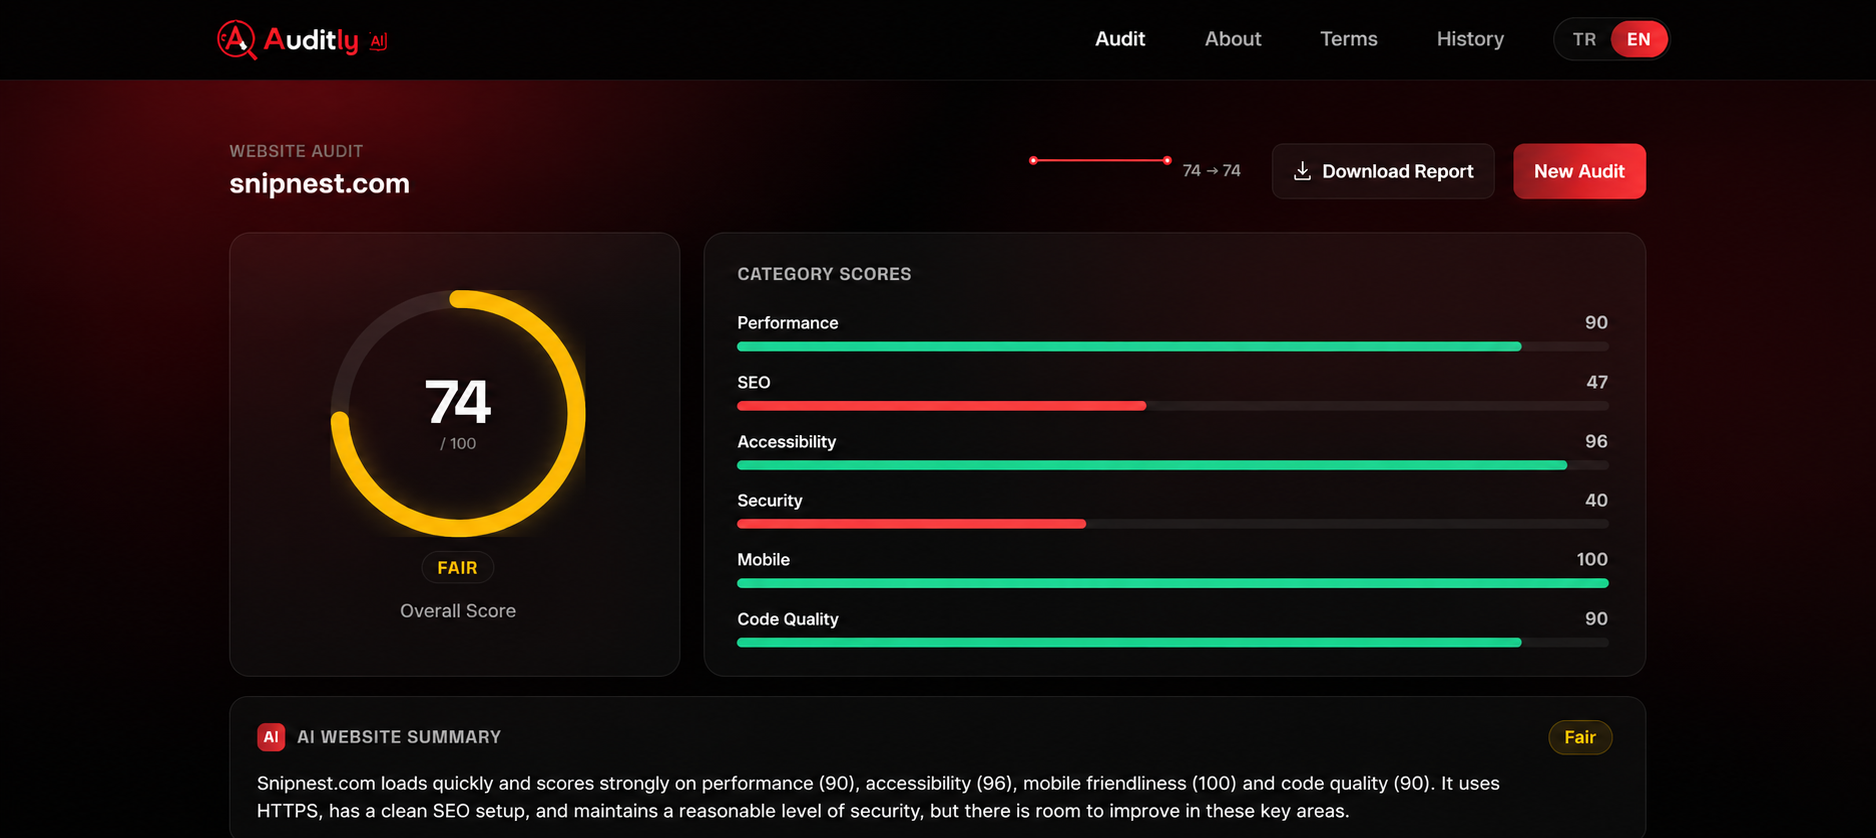 Auditly AI
Audit
About
Terms
History
TR
EN
WEBSITE AUDIT
snipnest.com
74 → 74
Download Report
New Audit
74
/ 100
FAIR
Overall Score
CATEGORY SCORES
Performance 90
SEO 47
Accessibility 96
Security 40
Mobile 100
Code Quality 90
AI
AI WEBSITE SUMMARY
Fair
Snipnest.com loads quickly and scores strongly on performance (90), accessibility (96), mobile friendliness (100) and code quality (90). It uses
HTTPS, has a clean SEO setup, and maintains a reasonable level of security, but there is room to improve in these key areas.